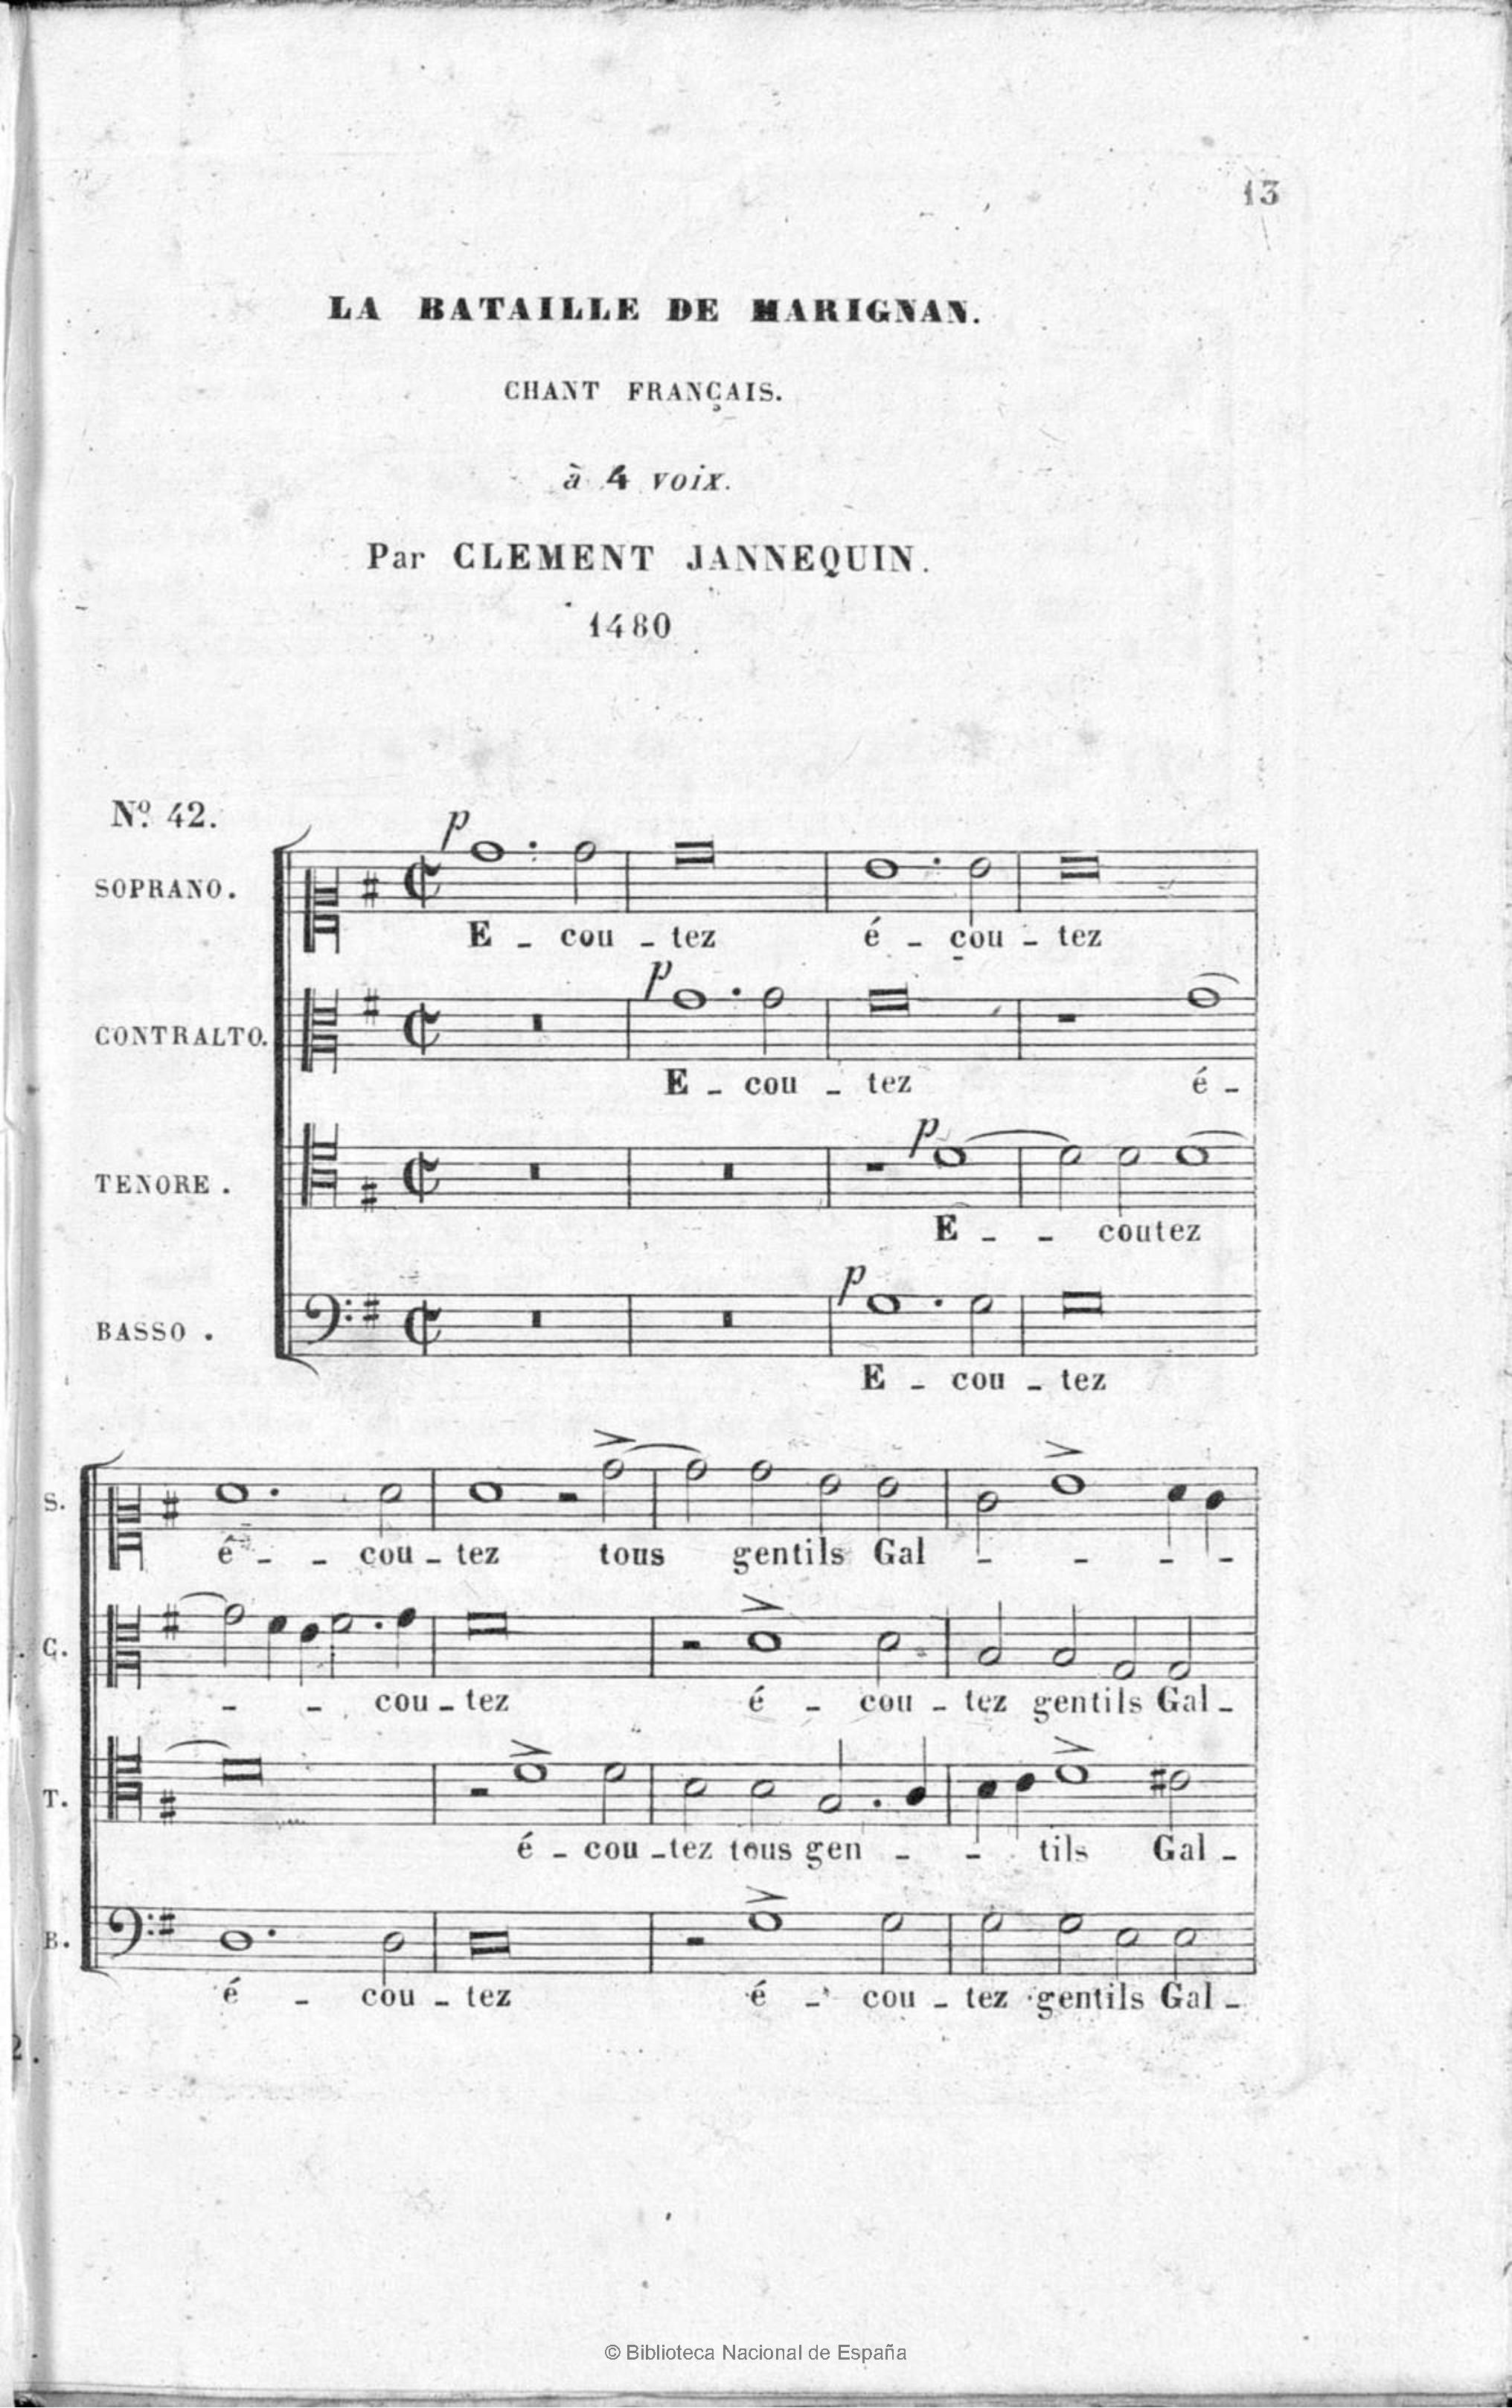 13
LA BATAILLE DE MARIGNAN.
CHANT FRANÇAIS.
à 4 voix.
Par CLEMENT JANNEQUIN.
1480
Nº. 42.
p
SOPRANO.
E - cou - tez é - cou - tez
p
CONTRALTO.
E - cou - tez é -
p
TENORE.
E - - coutez
p
BASSO.
E - cou - tez
S.
é - - cou - tez tous gentils Gal - - - -
C.
- - cou - tez é - cou - tez gentils Gal -
T.
é - cou - tez tous gen - - tils Gal -
B.
é - cou - tez é - cou - tez gentils Gal -
2.
© Biblioteca Nacional de España